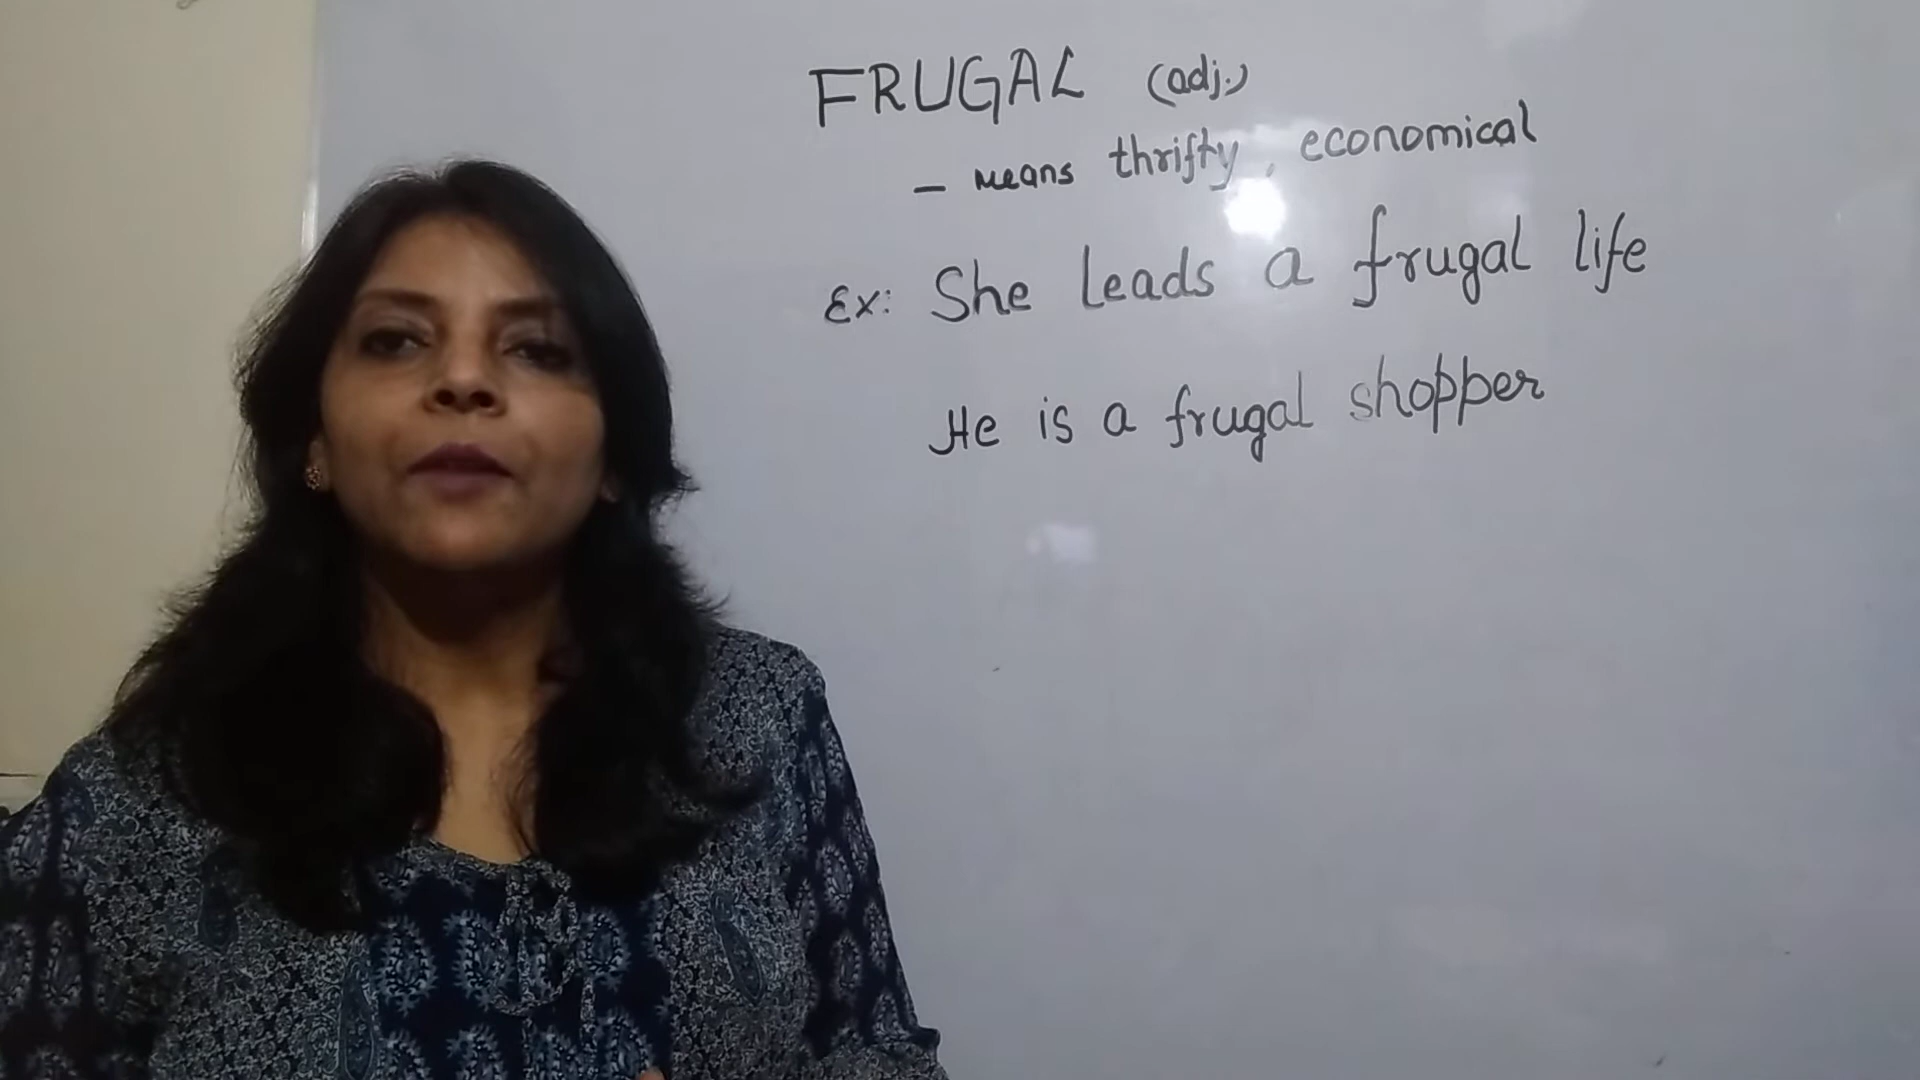 FRUGAL (adj.)
- means thrifty, economical
Ex: She leads a frugal life
He is a frugal shopper